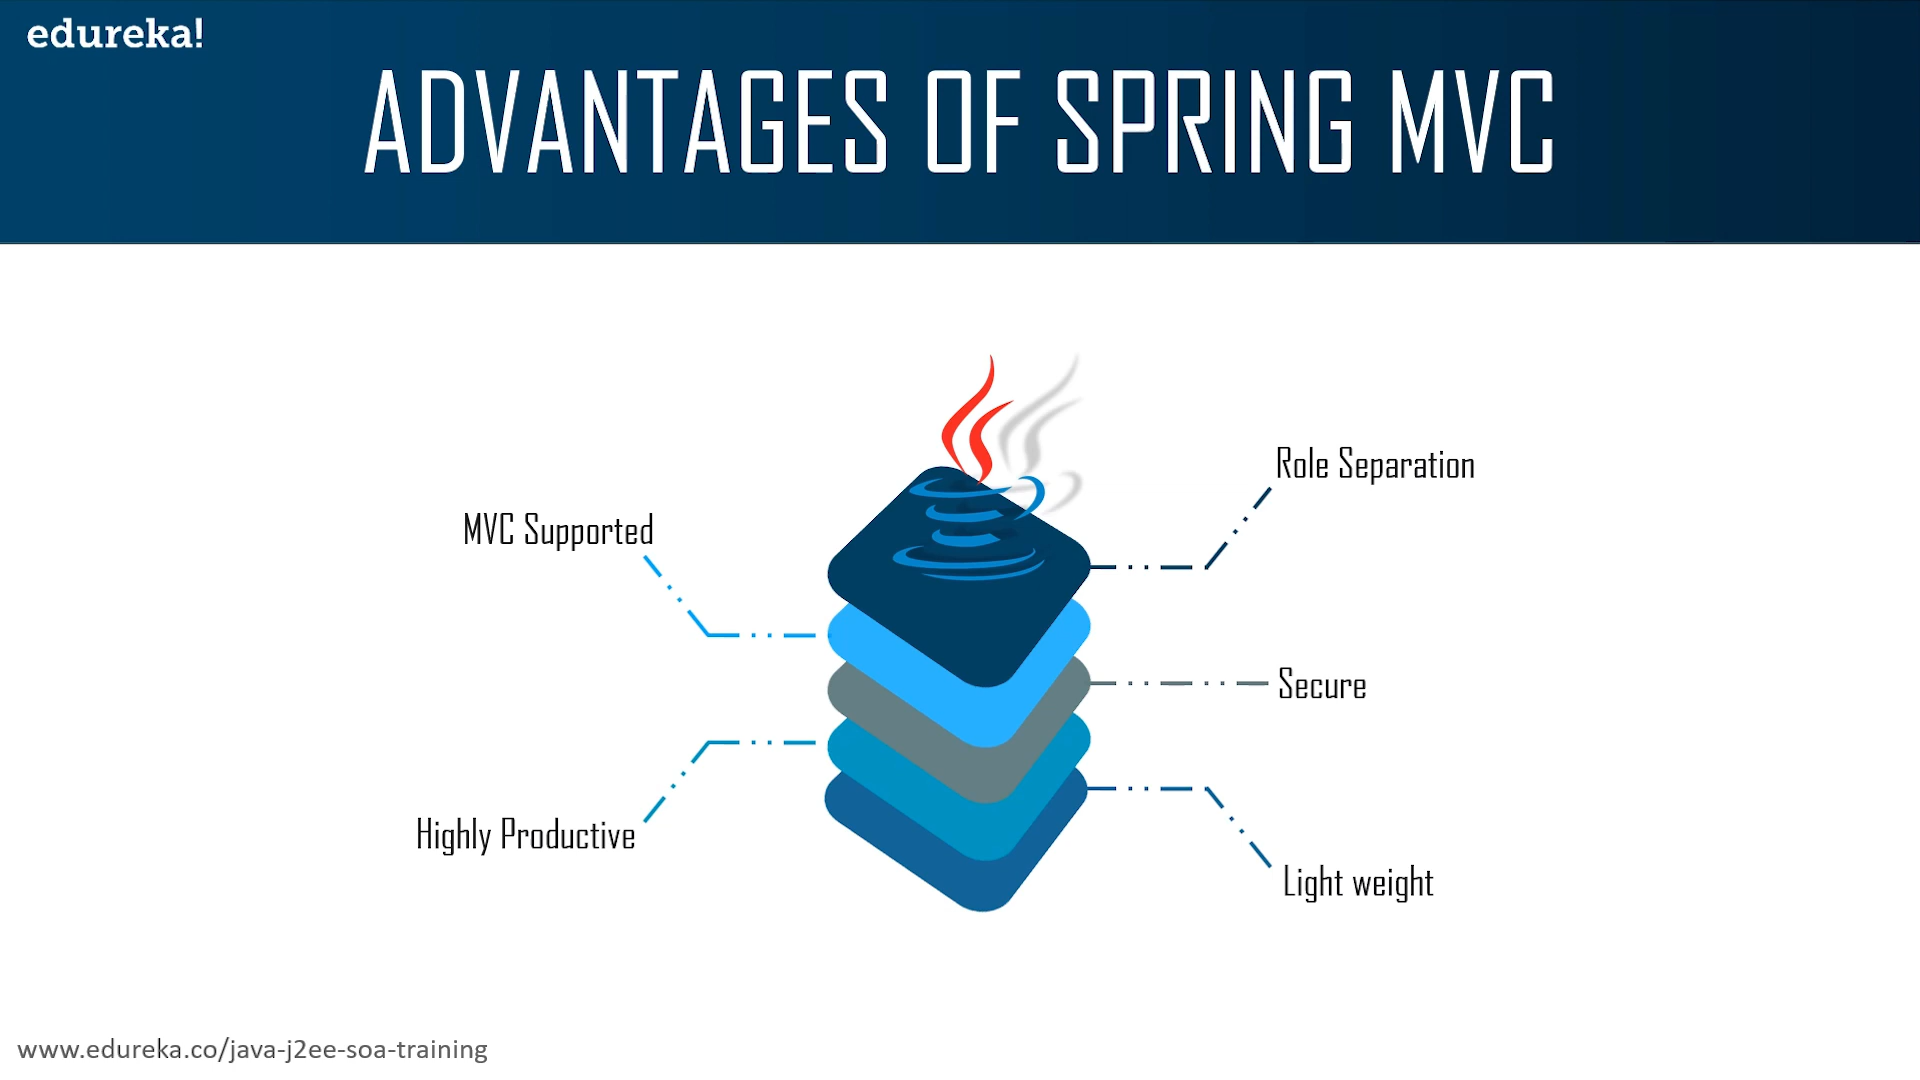 edureka!
ADVANTAGES OF SPRING MVC
Role Separation
MVC Supported
Secure
Highly Productive
Light weight
www.edureka.co/java-j2ee-soa-training